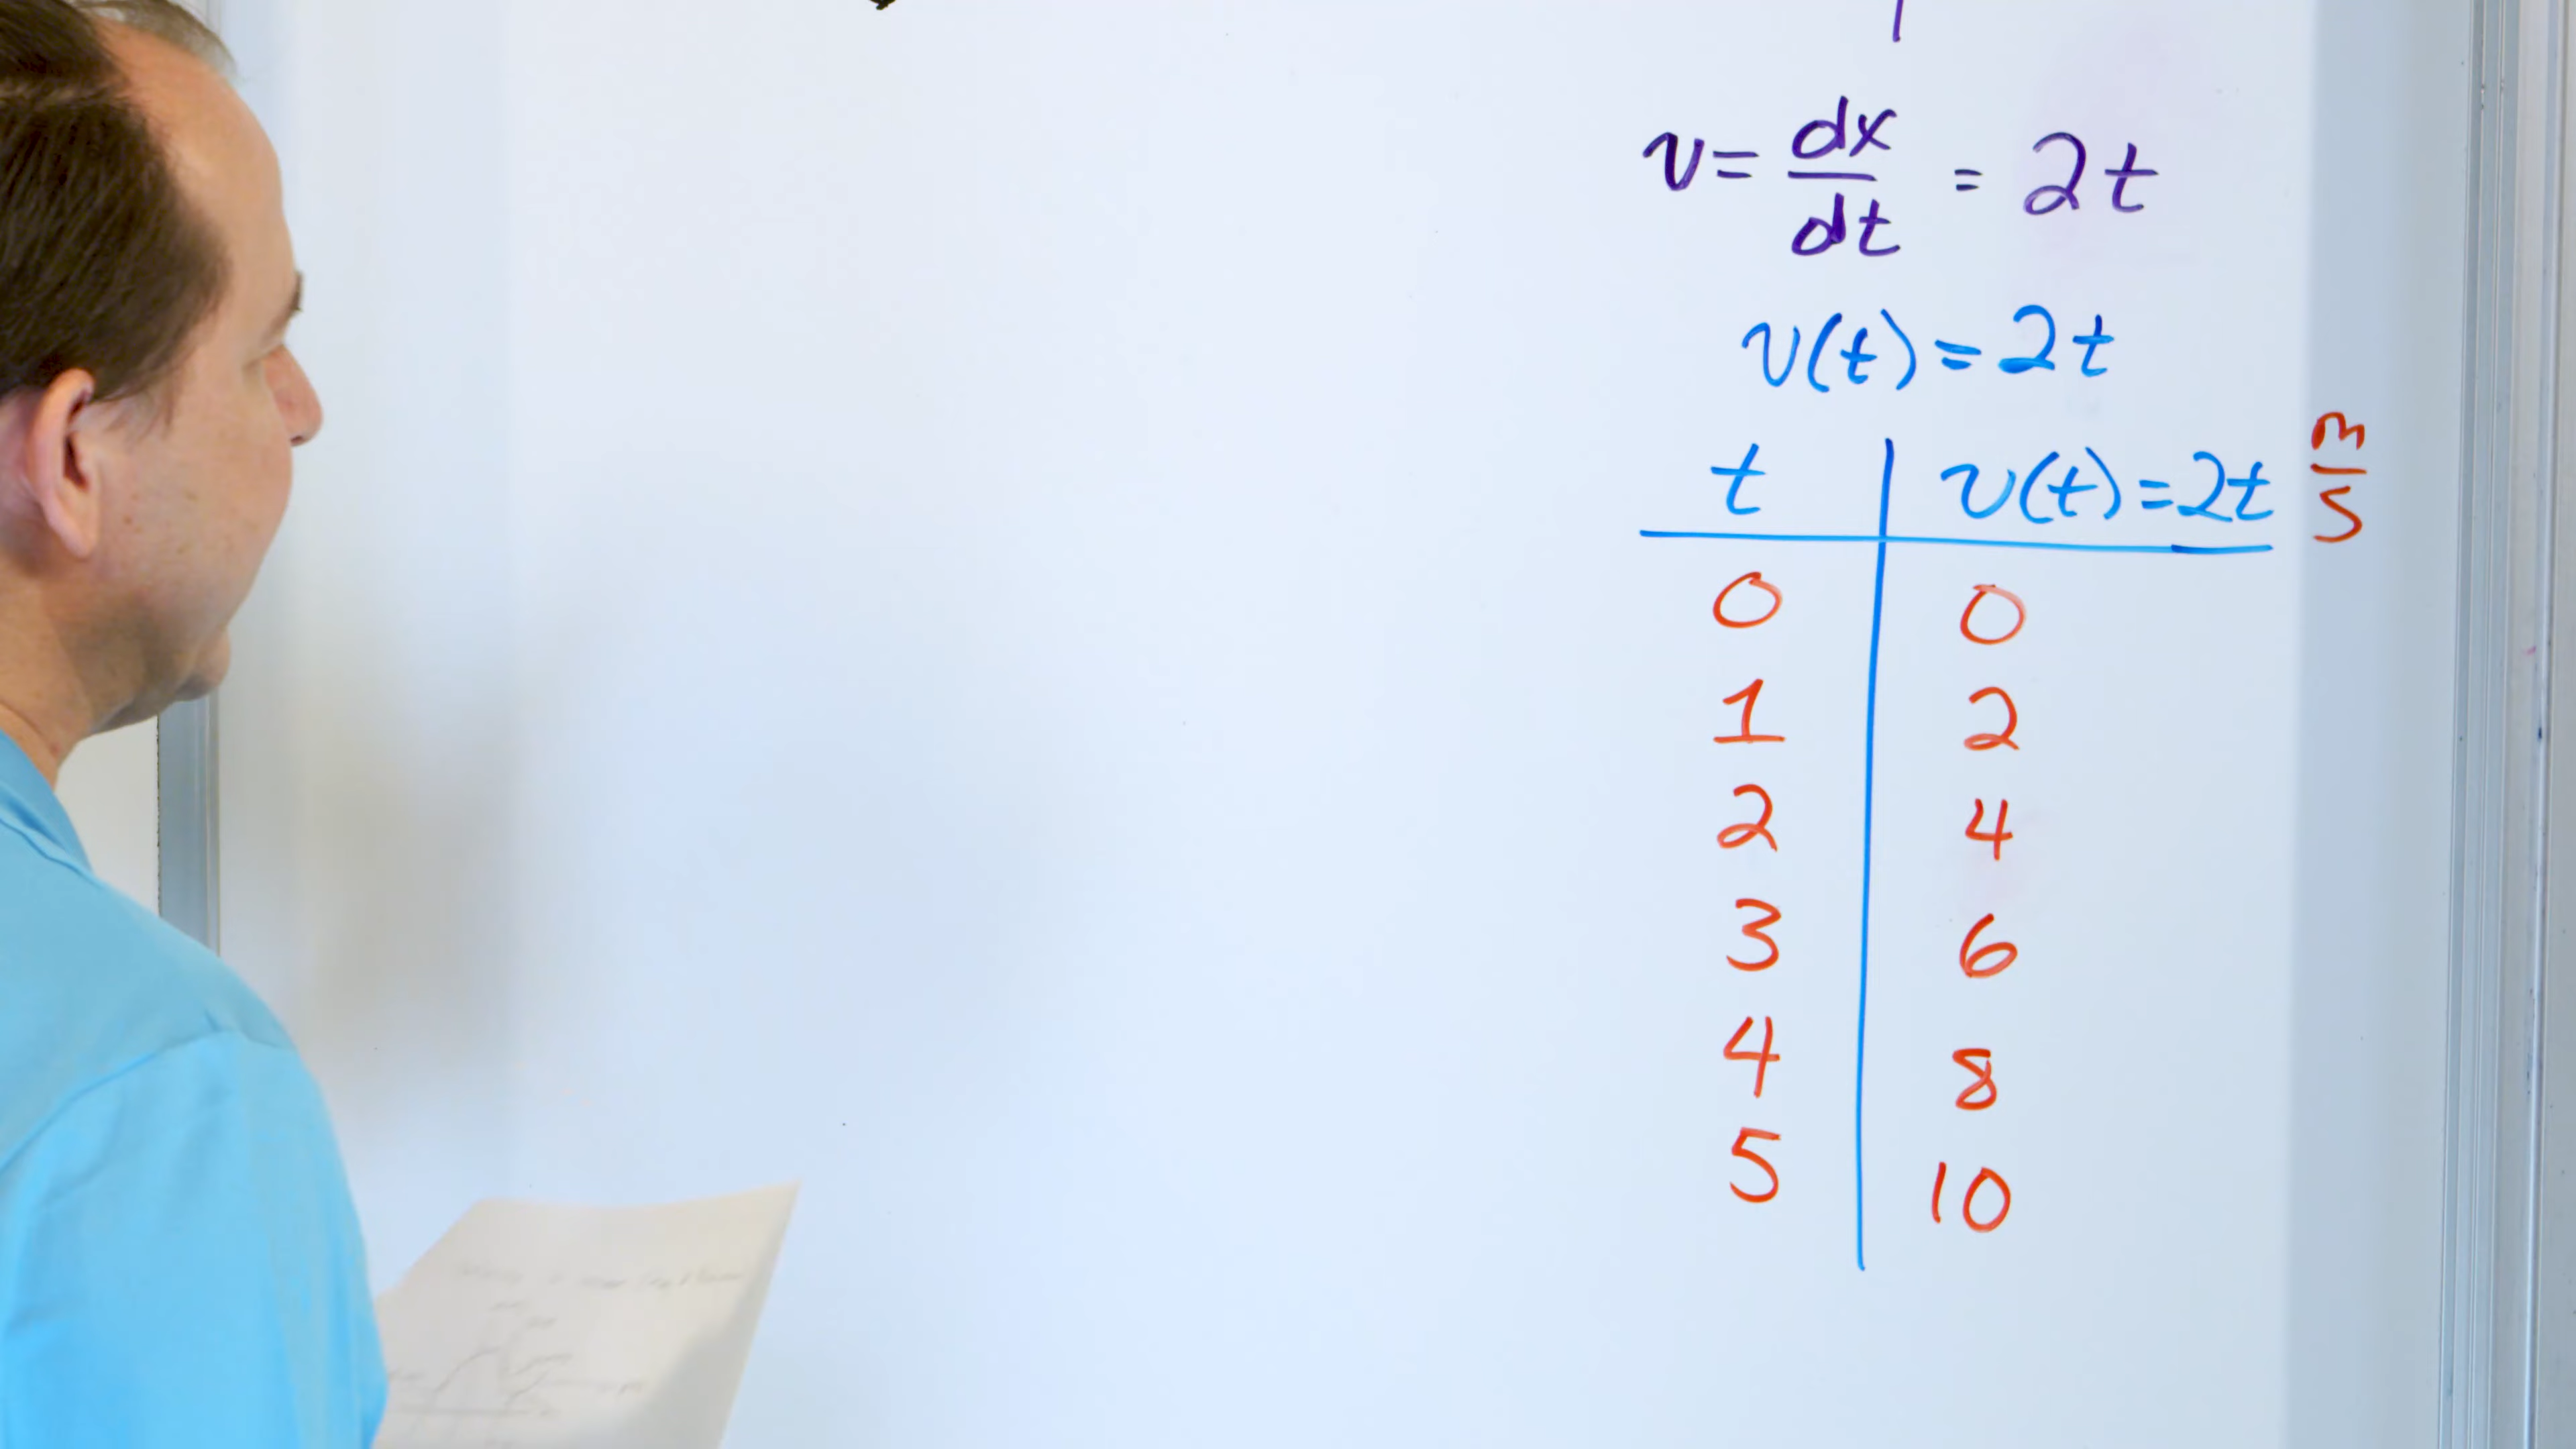 v = dx/dt = 2t
v(t) = 2t
t | v(t) = 2t m/s
0 | 0
1 | 2
2 | 4
3 | 6
4 | 8
5 | 10